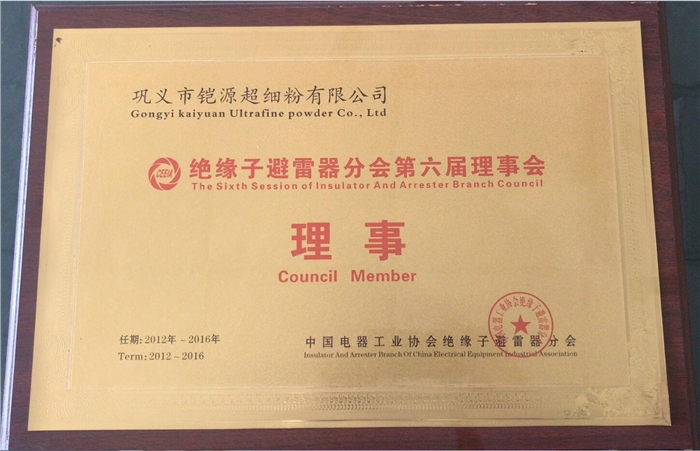 巩义市铠源超细粉有限公司
Gongyi kaiyuan Ultrafine powder Co., Ltd
CEEIA
绝缘子避雷器分会第六届理事会
The Sixth Session of Insulator And Arrester Branch Council
理事
Council Member
任期:2012年~2016年
Term:2012~2016
中国电器工业协会绝缘子避雷器分会
Insulator And Arrester Branch Of China Electrical Equipment Industrial Association